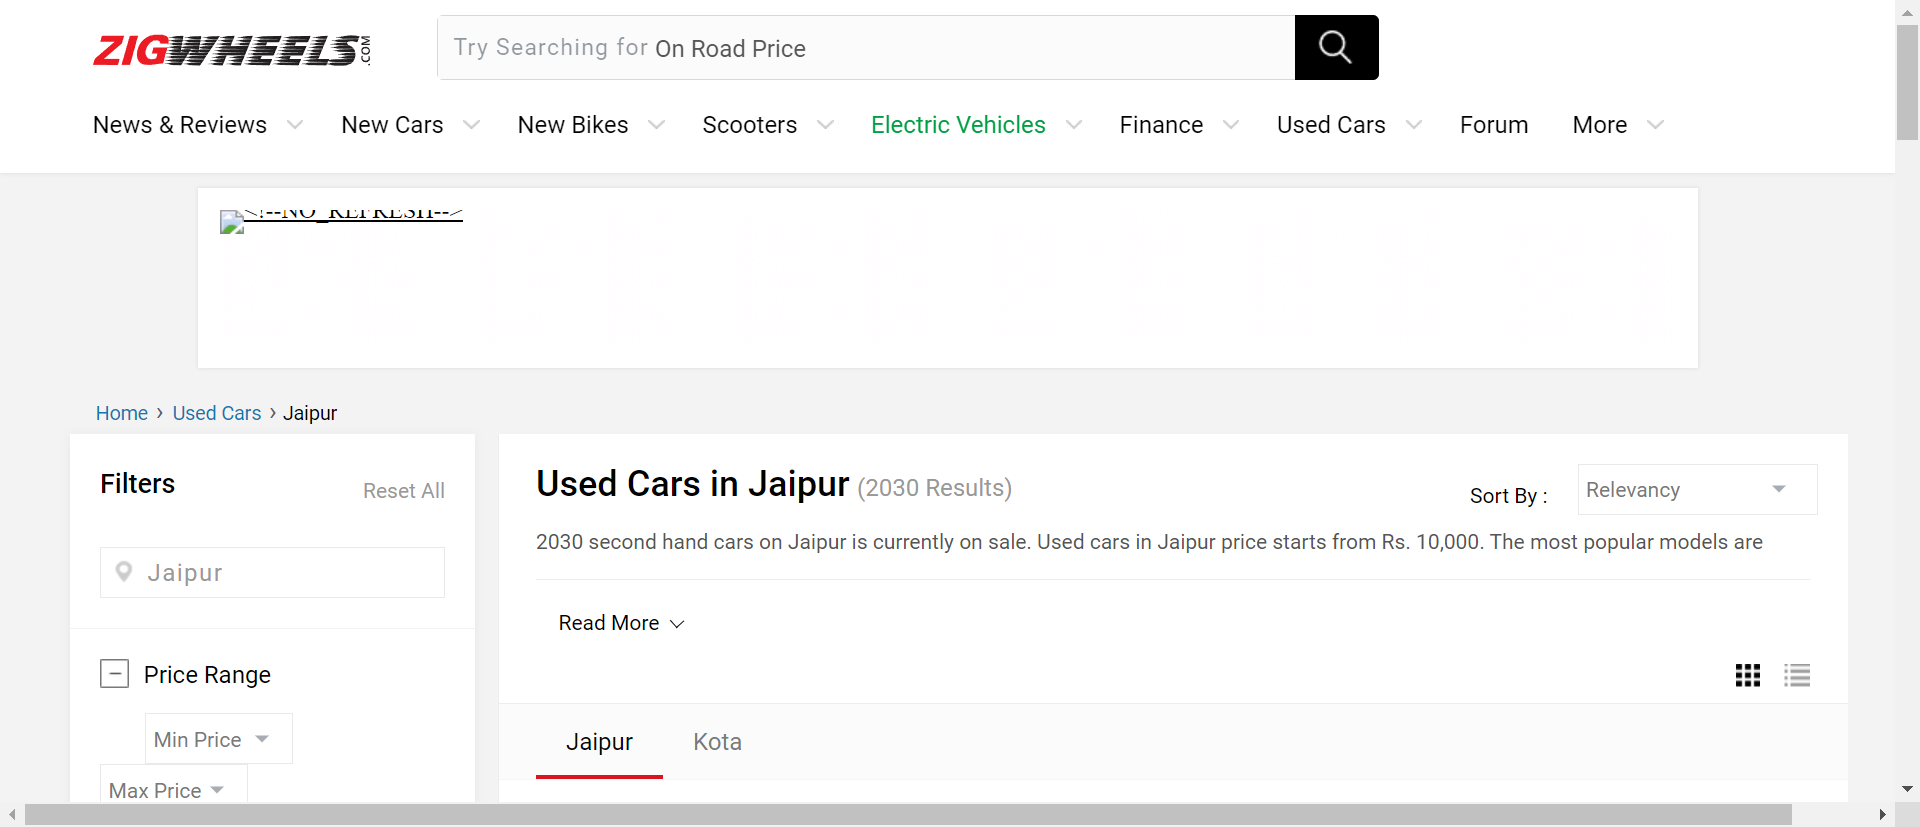 ZIGWHEELS.COM
Try Searching for On Road Price
News & Reviews New Cars New Bikes Scooters Electric Vehicles Finance Used Cars Forum More
<!--NO_REFRESH-->
Home › Used Cars › Jaipur
Filters
Reset All
Jaipur
Price Range
Min Price
Max Price
Used Cars in Jaipur (2030 Results)
Sort By : Relevancy
2030 second hand cars on Jaipur is currently on sale. Used cars in Jaipur price starts from Rs. 10,000. The most popular models are
Read More
Jaipur Kota